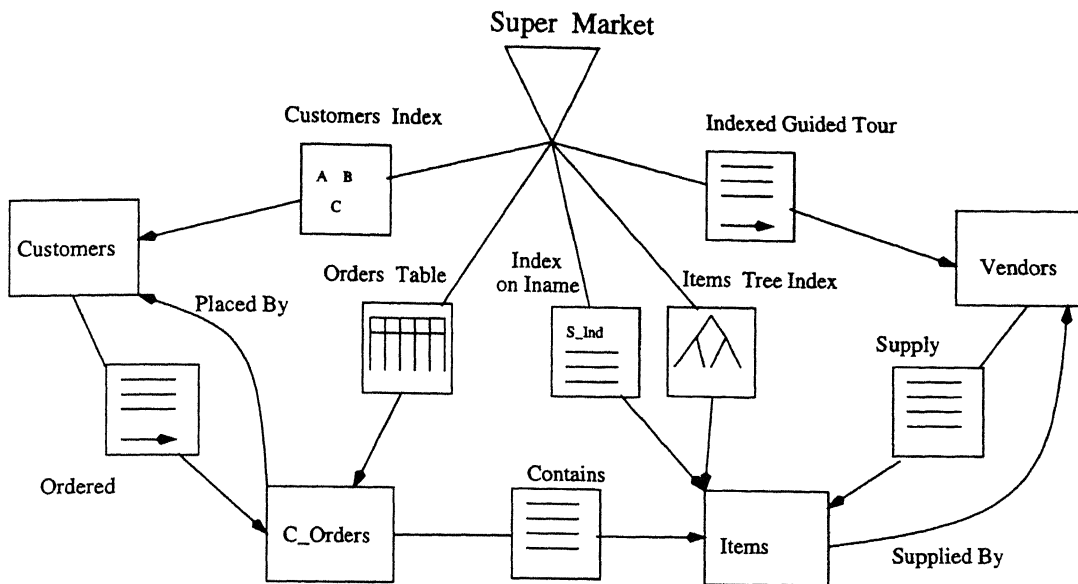 Super Market
Customers Index
Indexed Guided Tour
A B
C
Customers
Vendors
Orders Table
Index
on Iname
Items Tree Index
Placed By
S_Ind
Supply
Ordered
Contains
C_Orders
Items
Supplied By